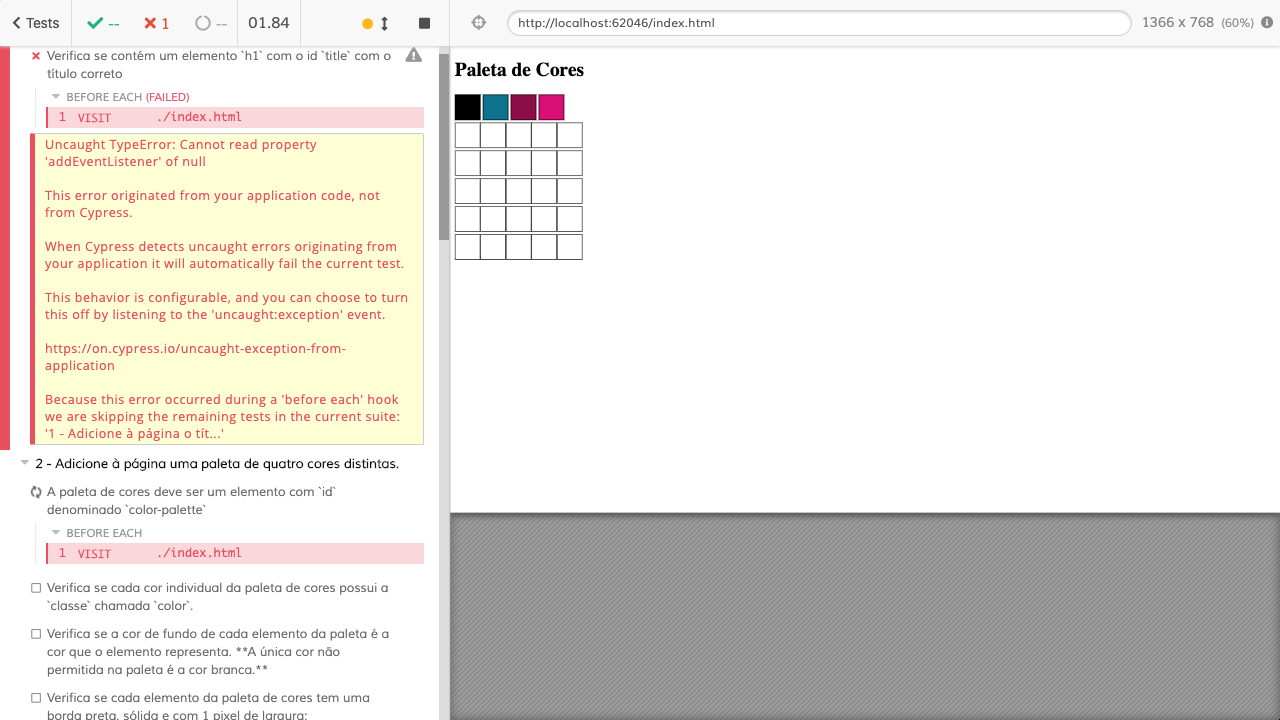 Tests
--
1
--
01.84
http://localhost:62046/index.html
1366 x 768 (60%)
Verifica se contém um elemento `h1` com o id `title` com o
título correto
BEFORE EACH (FAILED)
1 VISIT ./index.html
Uncaught TypeError: Cannot read property
'addEventListener' of null
This error originated from your application code, not
from Cypress.
When Cypress detects uncaught errors originating from
your application it will automatically fail the current test.
This behavior is configurable, and you can choose to turn
this off by listening to the 'uncaught:exception' event.
https://on.cypress.io/uncaught-exception-from-
application
Because this error occurred during a 'before each' hook
we are skipping the remaining tests in the current suite:
'1 - Adicione à página o tít...'
2 - Adicione à página uma paleta de quatro cores distintas.
A paleta de cores deve ser um elemento com `id`
denominado `color-palette`
BEFORE EACH
1 VISIT ./index.html
Verifica se cada cor individual da paleta de cores possui a
`classe` chamada `color`.
Verifica se a cor de fundo de cada elemento da paleta é a
cor que o elemento representa. **A única cor não
permitida na paleta é a cor branca.**
Verifica se cada elemento da paleta de cores tem uma
borda preta, sólida e com 1 pixel de largura;
Paleta de Cores